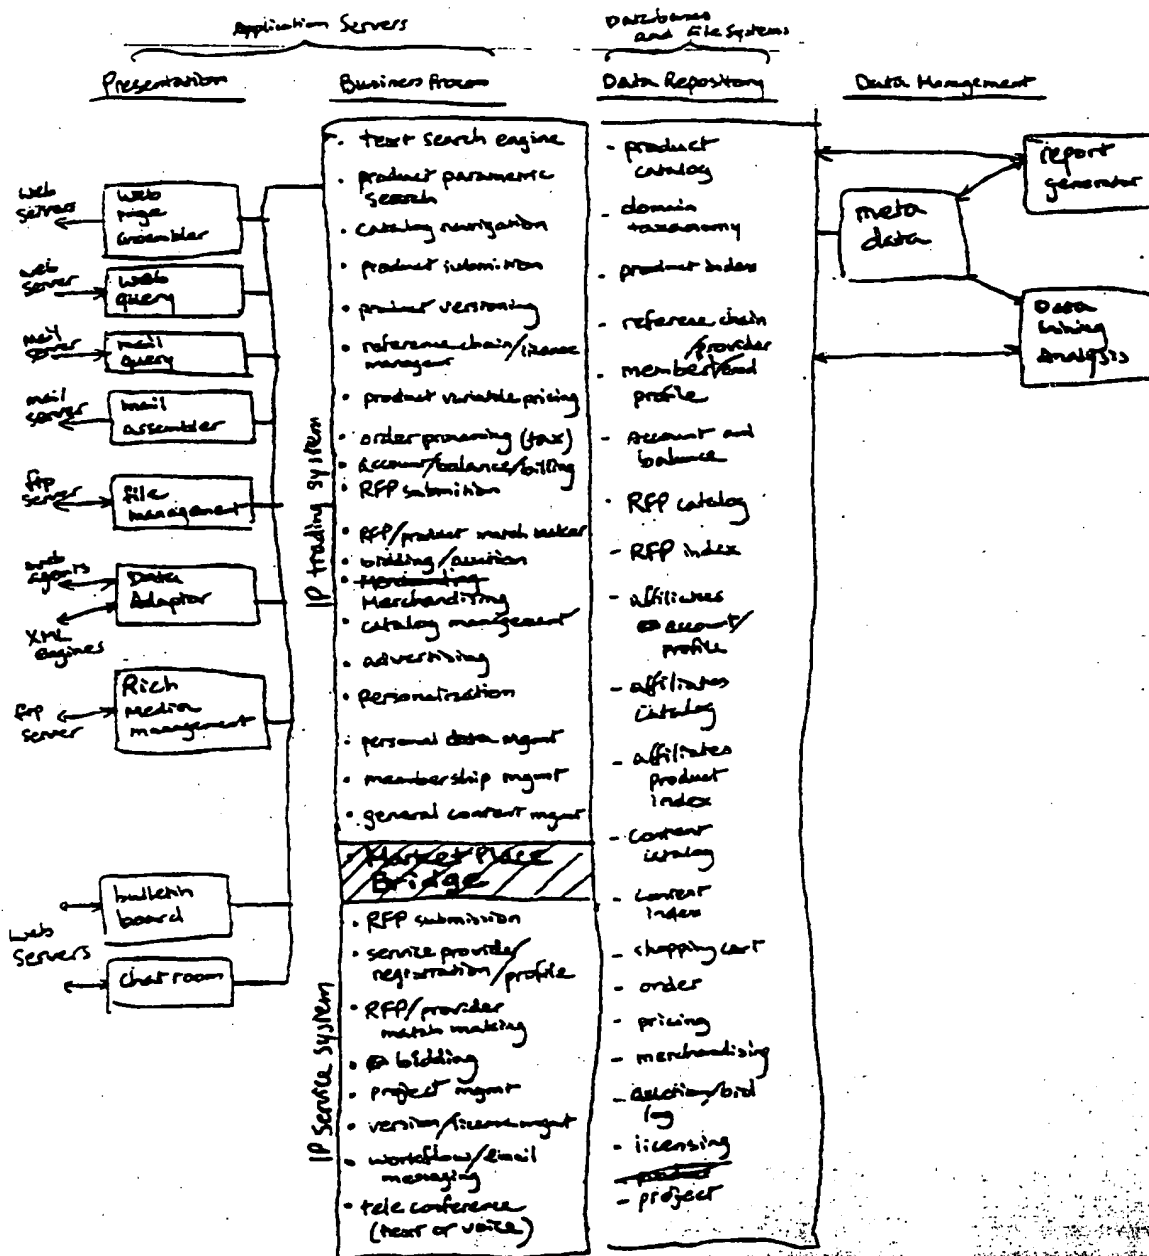 Application Servers
Databases
and File Systems
Presentation
Business Process
Data Repository
Data Management
web
servers
web
page
assembler
web
server
web
query
mail
server
mail
query
mail
server
mail
assembler
ftp
server
file
management
web
agents
XML
engines
Data
Adaptor
ftp
server
Rich
Media
management
web
servers
bulletin
board
chat room
IP trading system
• text search engine
• product parametric
search
• catalog navigation
• product submition
• product versioning
• reference chain/license
manager
• product variable pricing
• order processing (tax)
• account/balance/billing
• RFP submition
• RFP/product match maker
• bidding/auction
• Merchandising
• catalog management
• advertising
• personalization
• personal data mgmt
• membership mgmt
• general content mgmt
• Market Place
Bridge
IP service system
• RFP submission
• service provider
registration/profile
• RFP/provider
match making
• bidding
• project mgmt
• version/license mgmt
• workflow/email
messaging
• tele conference
(text or voice)
- product
catalog
- domain
taxonomy
- product index
- reference chain
/provider
- member/
profile
- Account and
balance
- RFP catalog
- RFP index
- affiliates
account/
profile
- affiliates
catalog
- affiliates
product
index
- content
catalog
- content
index
- shopping cart
- order
- pricing
- merchandising
- auction/bid
log
- licensing
- product
- project
meta
data
report
generator
Data
Mining
Analysis